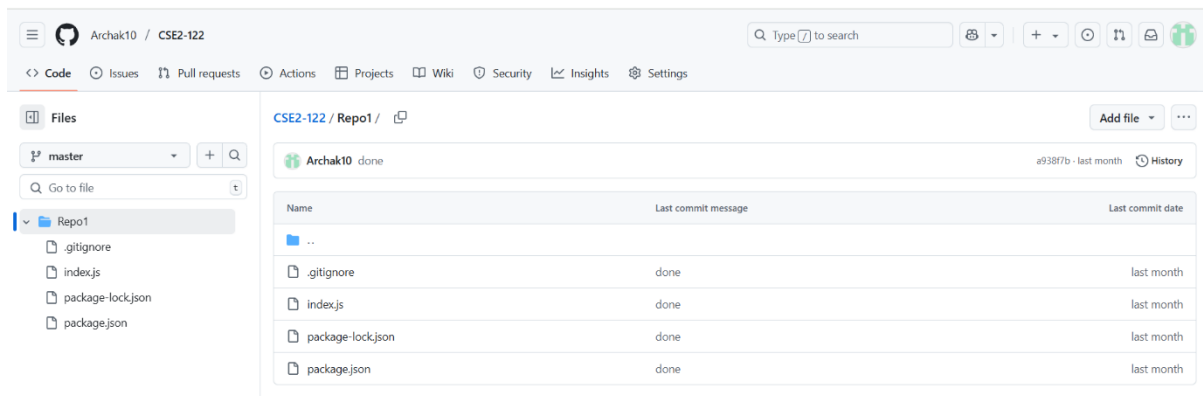 Archak10 / CSE2-122
Type / to search
Code Issues Pull requests Actions Projects Wiki Security Insights Settings
Files
master
Go to file t
Repo1
.gitignore
index.js
package-lock.json
package.json
CSE2-122 / Repo1 /
Add file
Archak10 done
a938f7b · last month History
Name Last commit message Last commit date
..
.gitignore done last month
index.js done last month
package-lock.json done last month
package.json done last month